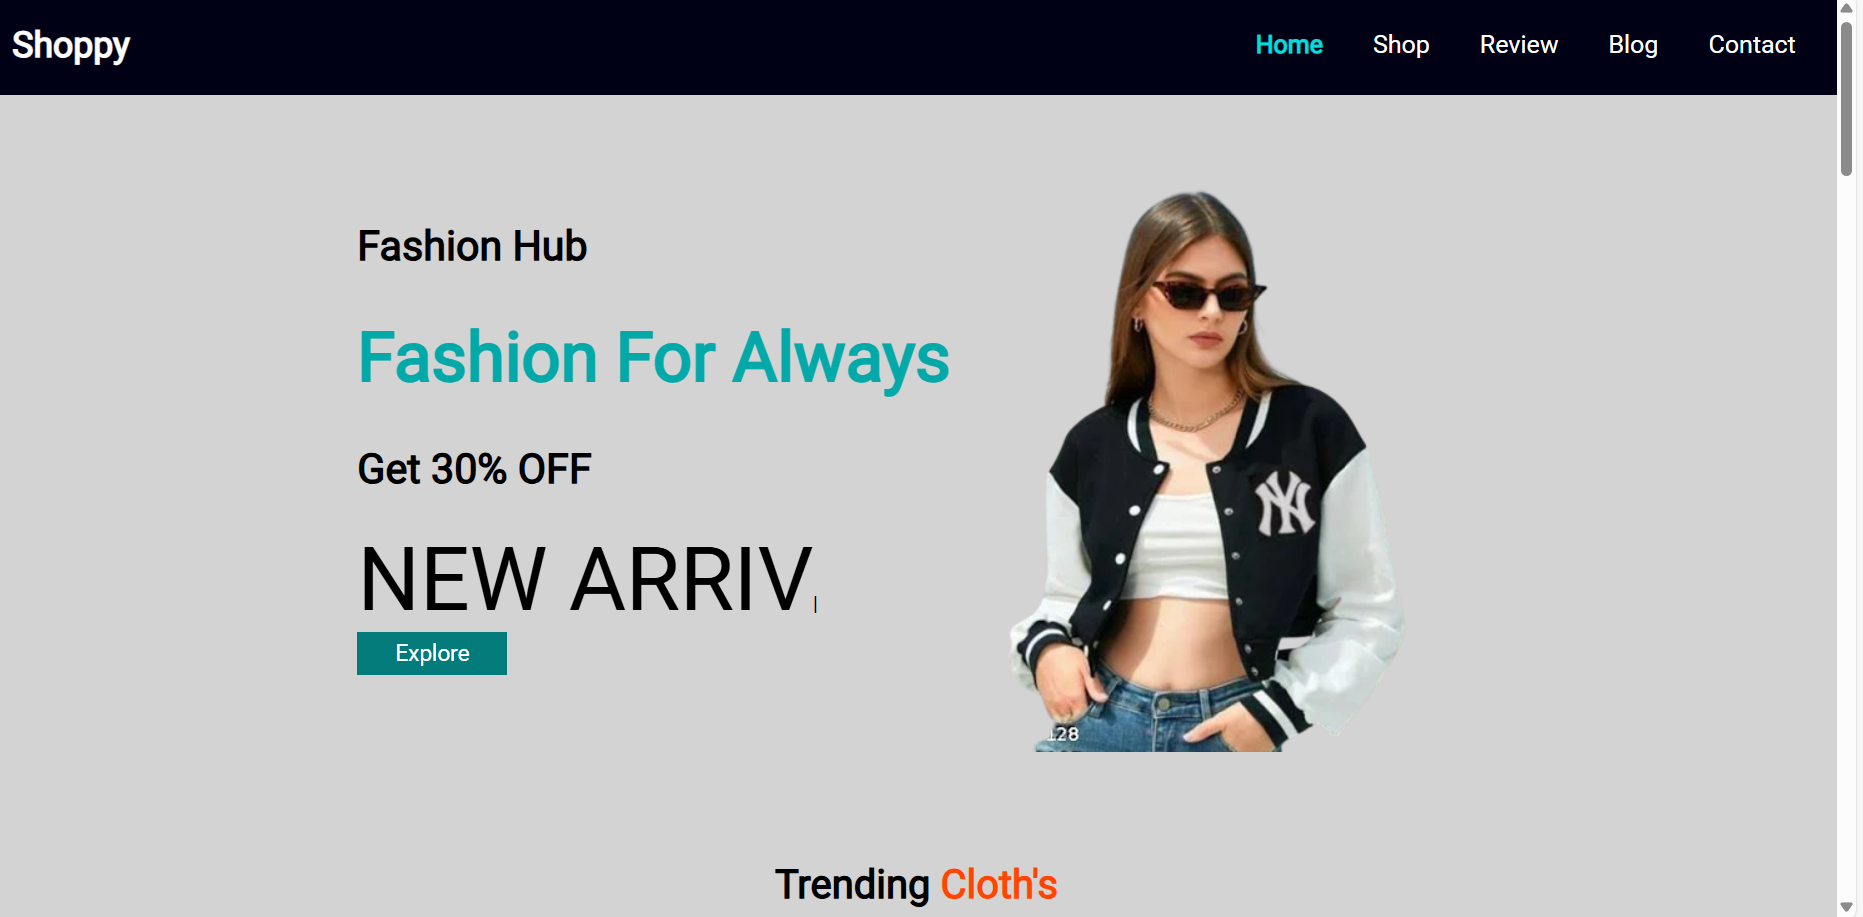 Shoppy
Home Shop Review Blog Contact
Fashion Hub
Fashion For Always
Get 30% OFF
NEW ARRIV|
Explore
NY
128
Trending Cloth's